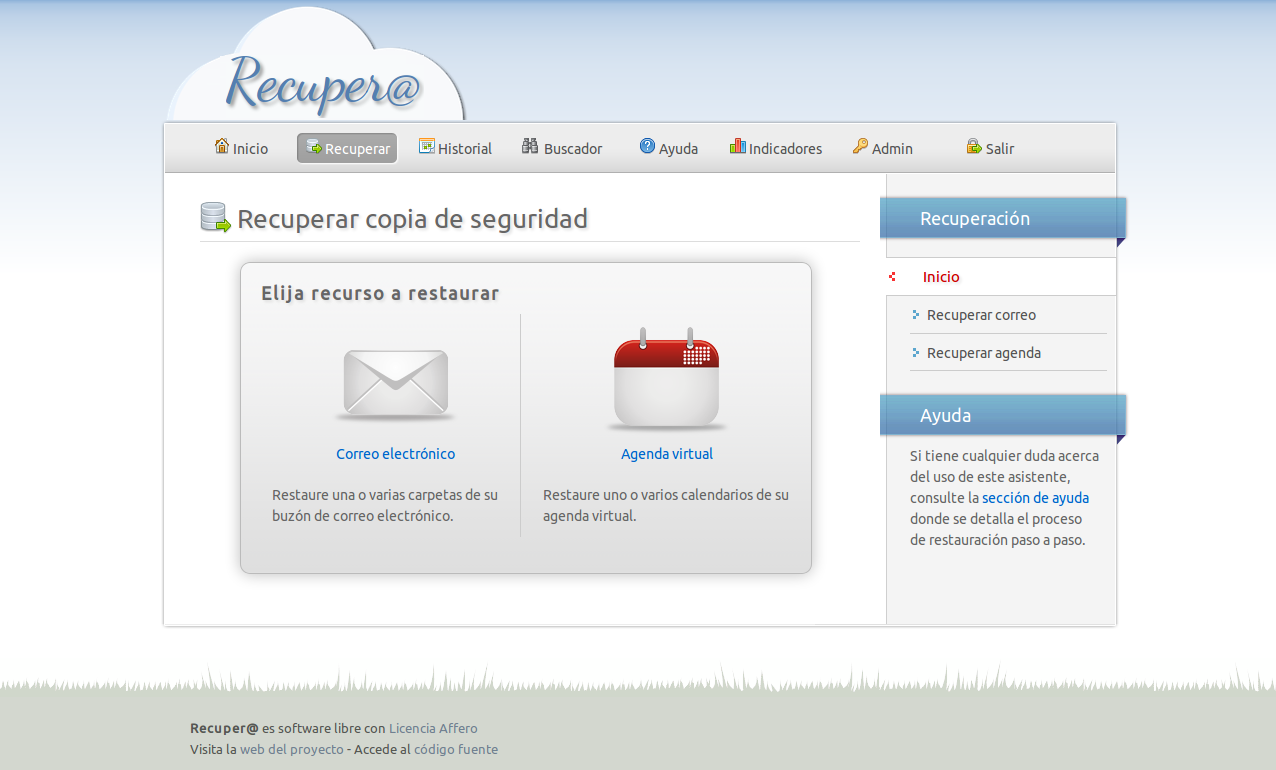 Recuper@
Inicio Recuperar Historial Buscador Ayuda Indicadores Admin Salir
Recuperar copia de seguridad
Elija recurso a restaurar
Correo electrónico
Restaure una o varias carpetas de su
buzón de correo electrónico.
Agenda virtual
Restaure uno o varios calendarios de su
agenda virtual.
Recuperación
Inicio
Recuperar correo
Recuperar agenda
Ayuda
Si tiene cualquier duda acerca
del uso de este asistente,
consulte la sección de ayuda
donde se detalla el proceso
de restauración paso a paso.
Recuper@ es software libre con Licencia Affero
Visita la web del proyecto - Accede al código fuente